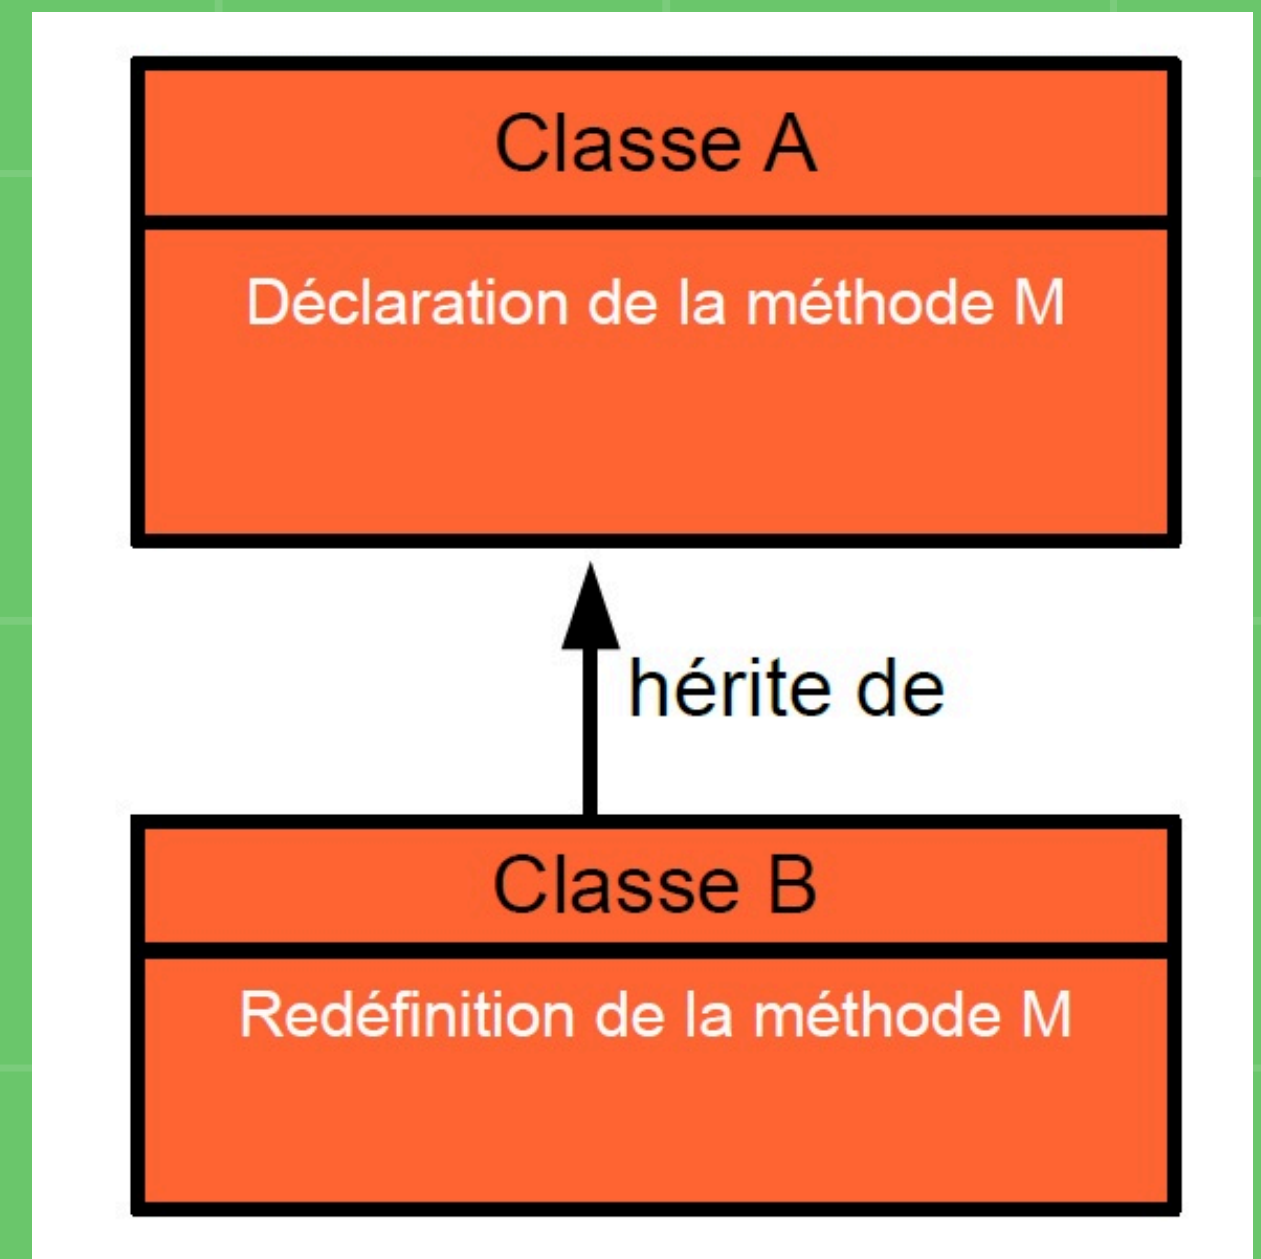 Classe A
Déclaration de la méthode M
hérite de
Classe B
Redéfinition de la méthode M